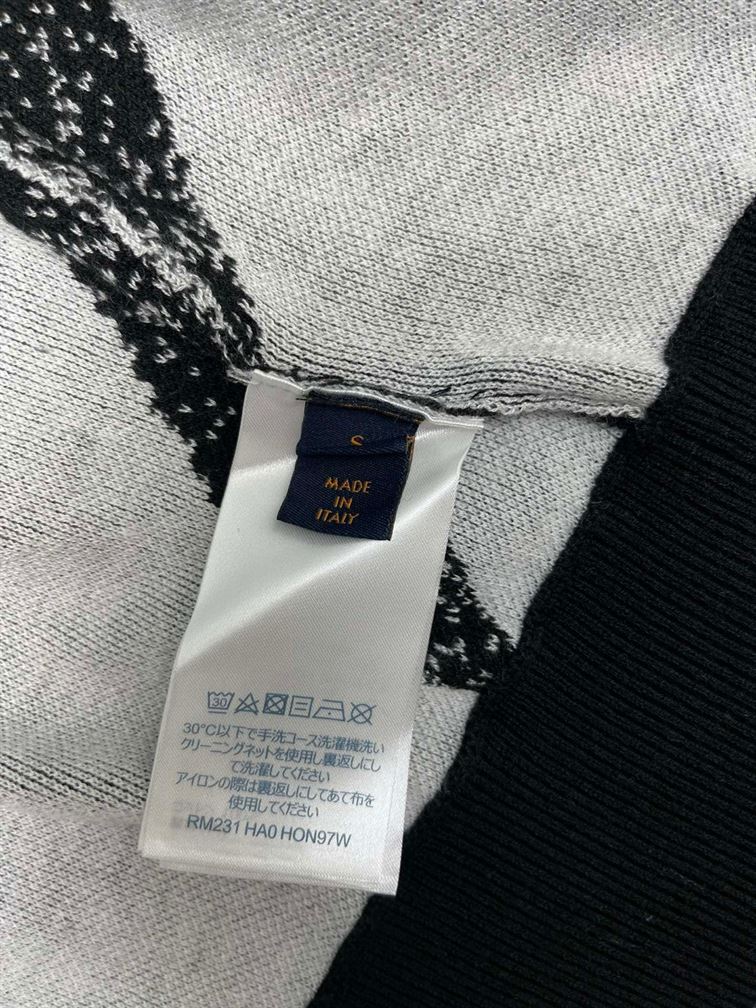 S
MADE
IN
ITALY
30
30°C以下で手洗コース洗濯機洗い
クリーニングネットを使用し裏返しにし
て洗濯してください
アイロンの際は裏返しにしてあて布を
使用してください
RM231 HA0 HON97W